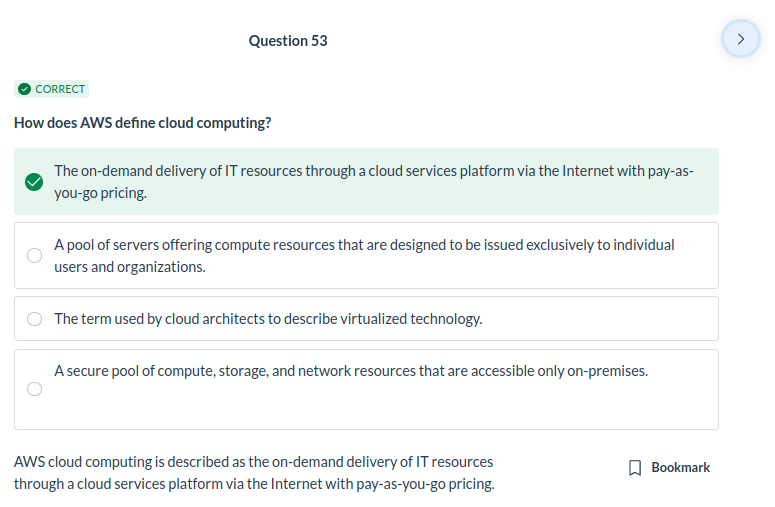 Question 53
CORRECT
How does AWS define cloud computing?
The on-demand delivery of IT resources through a cloud services platform via the Internet with pay-as-
you-go pricing.
A pool of servers offering compute resources that are designed to be issued exclusively to individual
users and organizations.
The term used by cloud architects to describe virtualized technology.
A secure pool of compute, storage, and network resources that are accessible only on-premises.
AWS cloud computing is described as the on-demand delivery of IT resources
through a cloud services platform via the Internet with pay-as-you-go pricing.
Bookmark